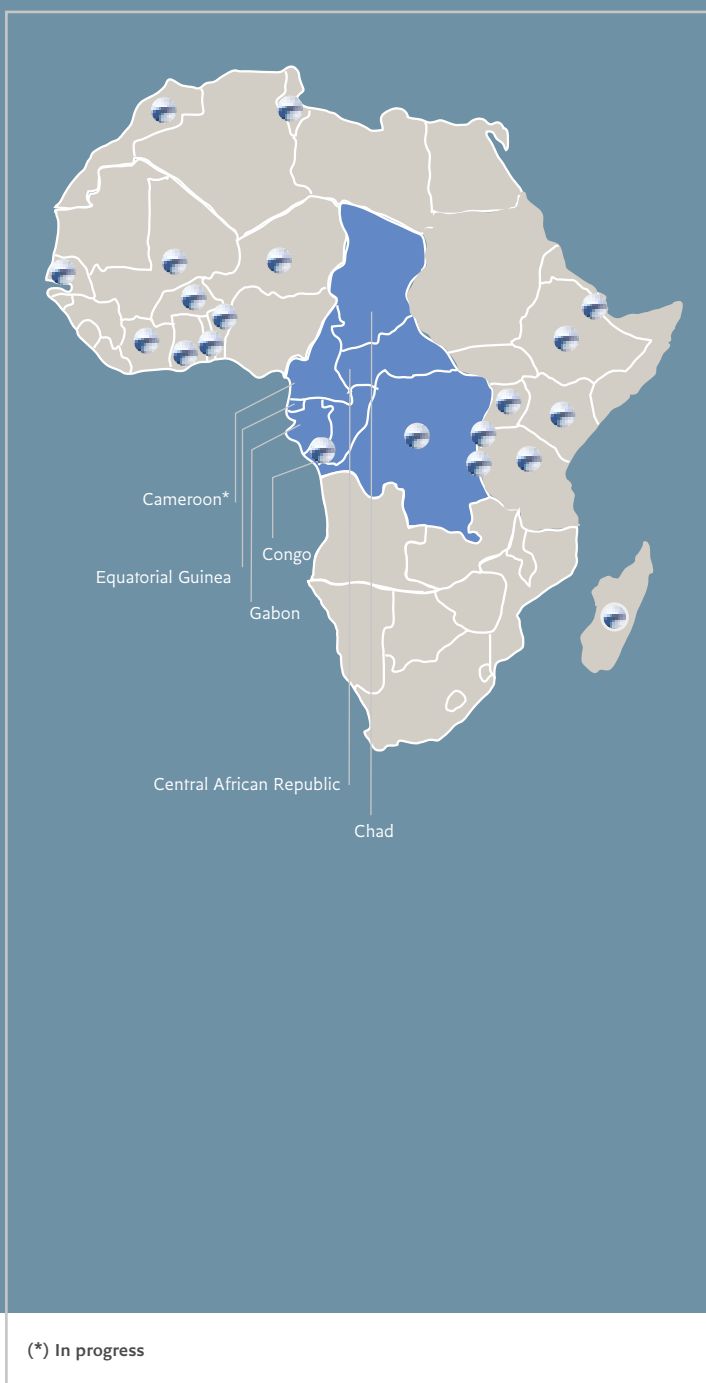 Cameroon*
Congo
Equatorial Guinea
Gabon
Central African Republic
Chad
(*) In progress